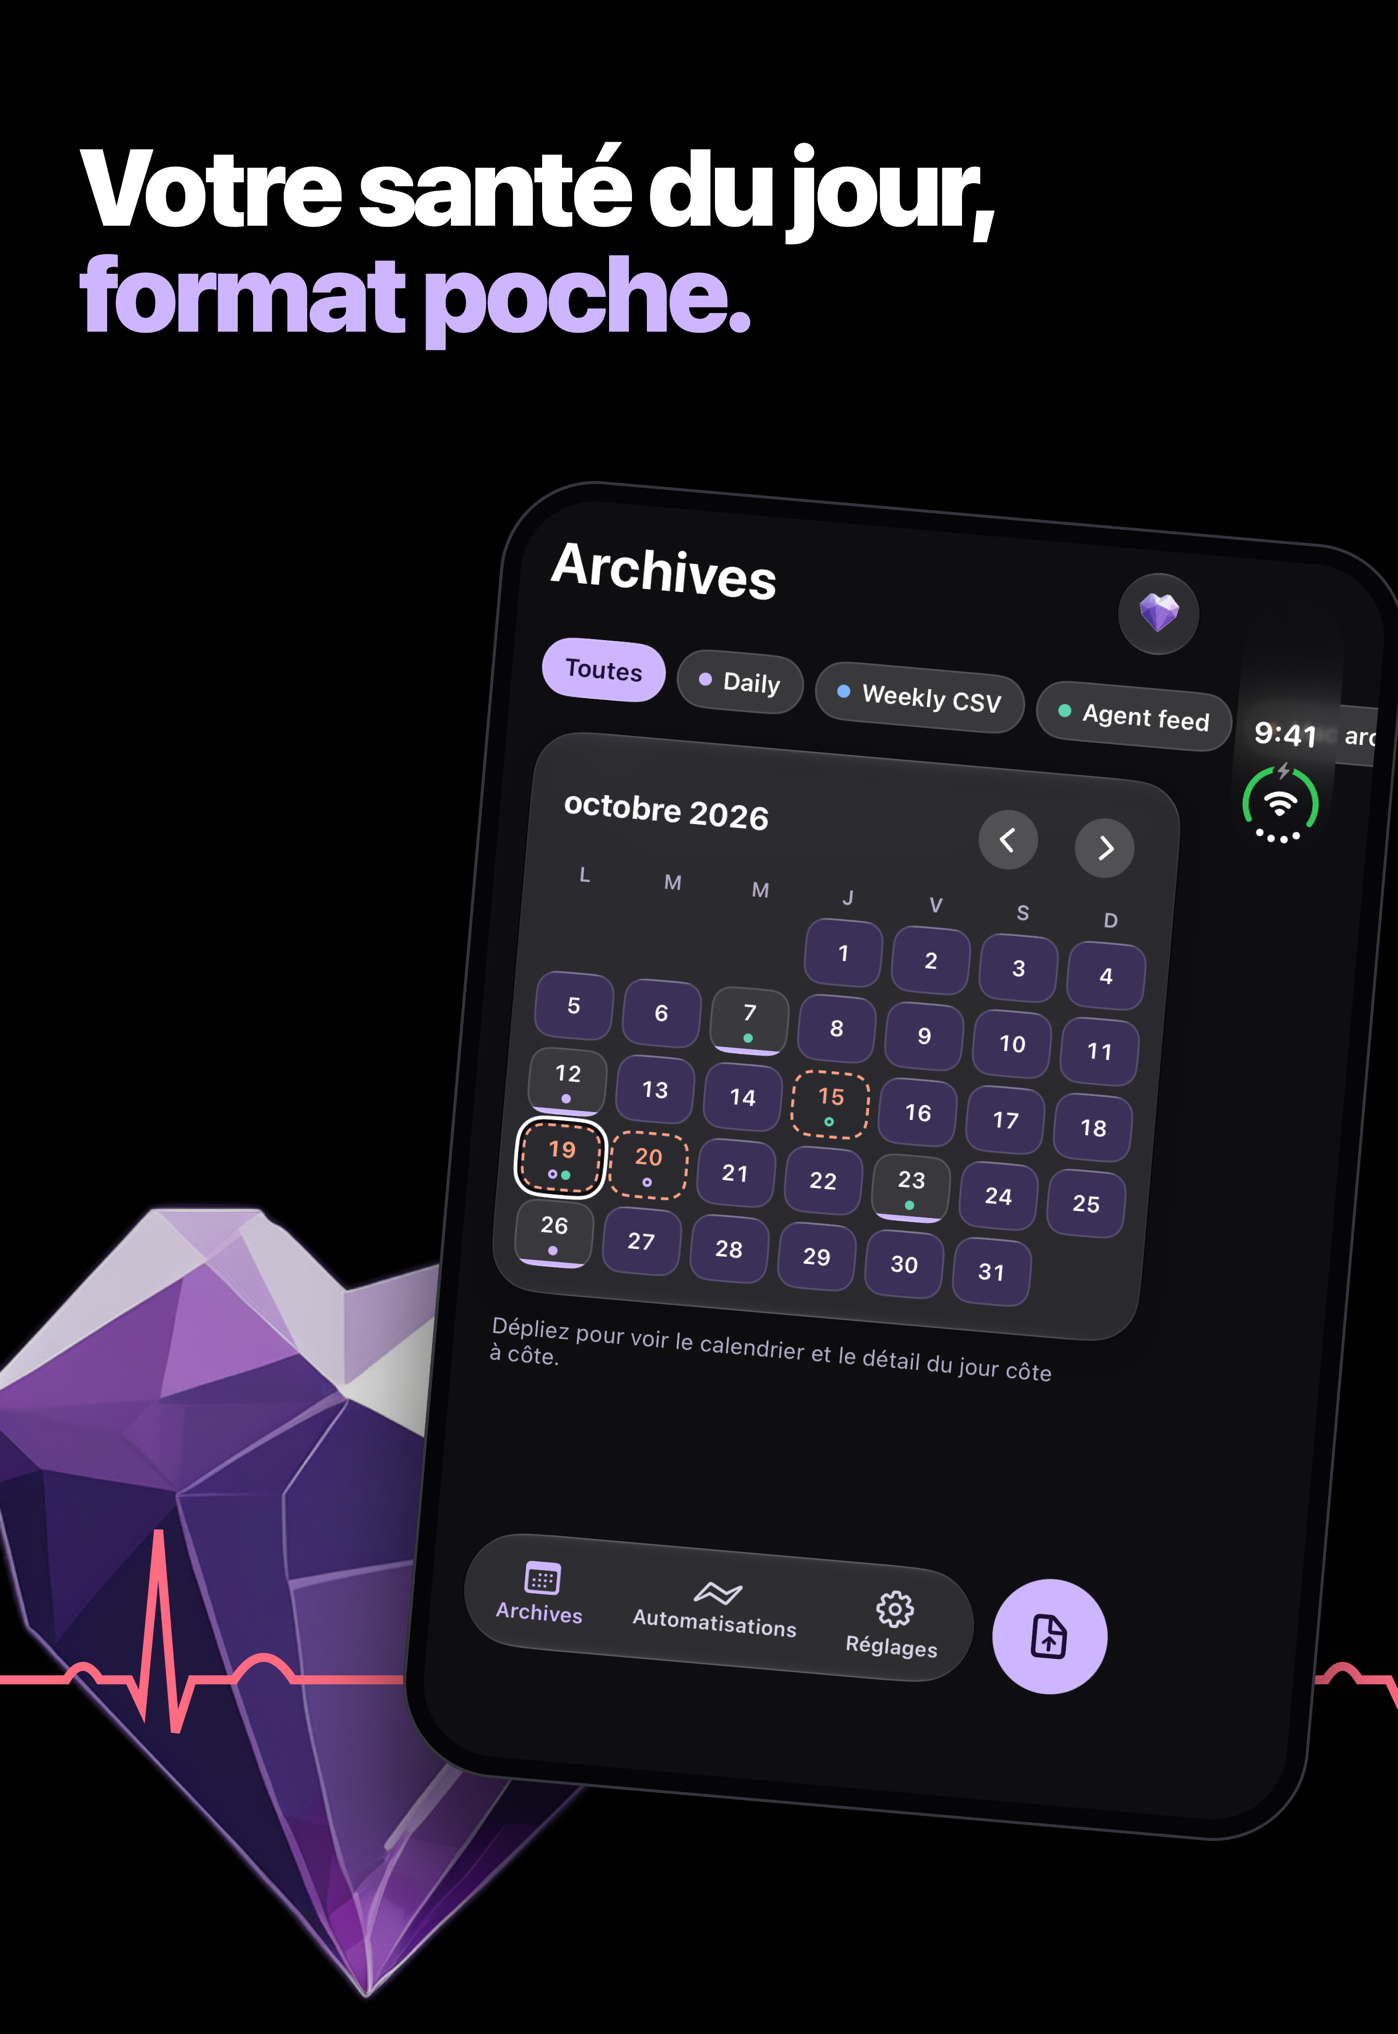 Votre santé du jour,
format poche.
Archives
Toutes
Daily
Weekly CSV
Agent feed
arc
9:41
octobre 2026
L M M J V S D
1 2 3 4
5 6 7 8 9 10 11
12 13 14 15 16 17 18
19 20 21 22 23 24 25
26 27 28 29 30 31
Dépliez pour voir le calendrier et le détail du jour côte
à côte.
Archives
Automatisations
Réglages